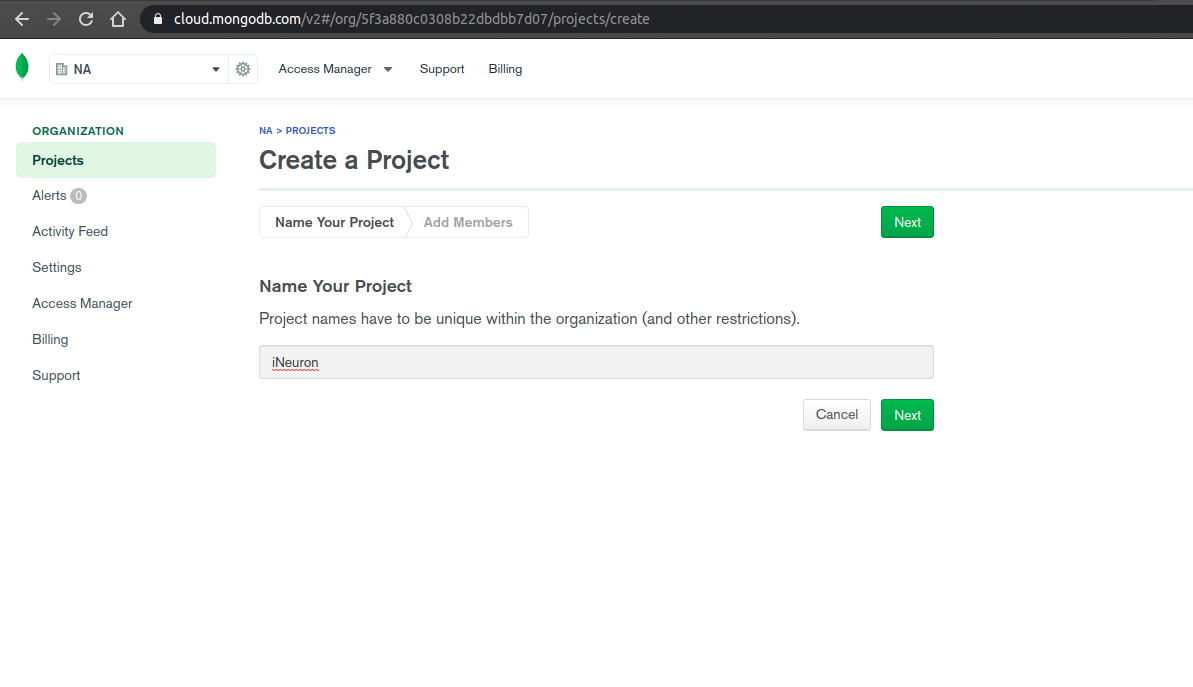 cloud.mongodb.com/v2#/org/5f3a880c0308b22dbdbb7d07/projects/create
NA
Access Manager
Support
Billing
ORGANIZATION
Projects
Alerts 0
Activity Feed
Settings
Access Manager
Billing
Support
NA > PROJECTS
Create a Project
Name Your Project
Add Members
Next
Name Your Project
Project names have to be unique within the organization (and other restrictions).
iNeuron
Cancel
Next